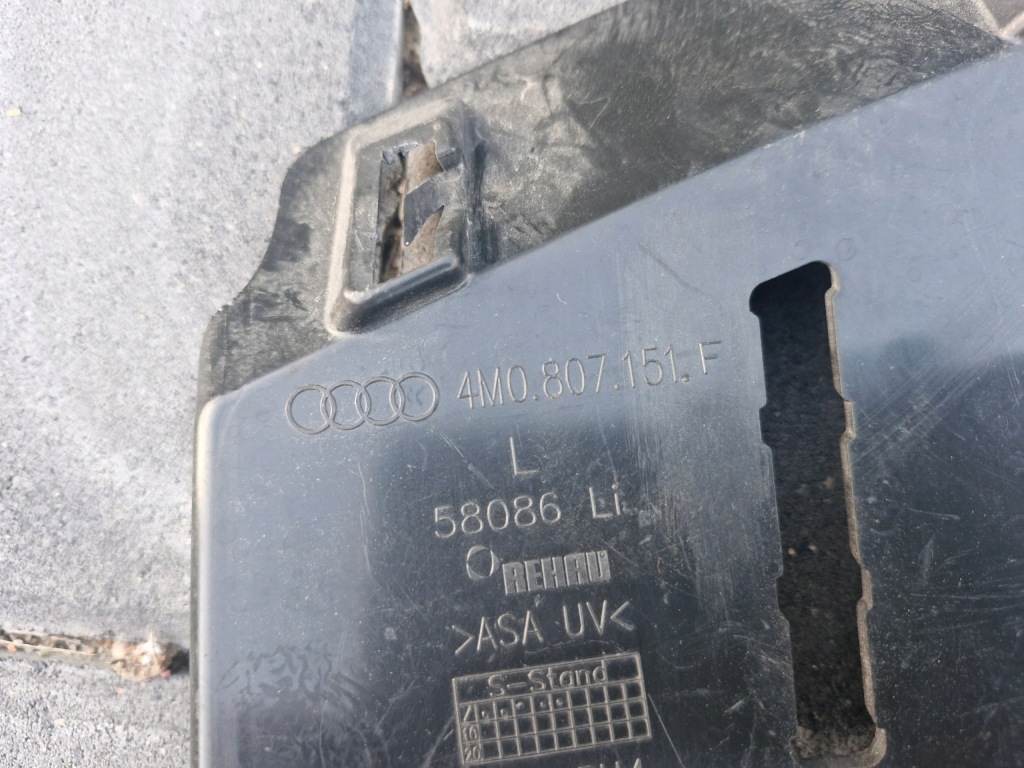 4M0.807.151.F
L
58086 Li
REHAU
>ASA UV<
S-Stand